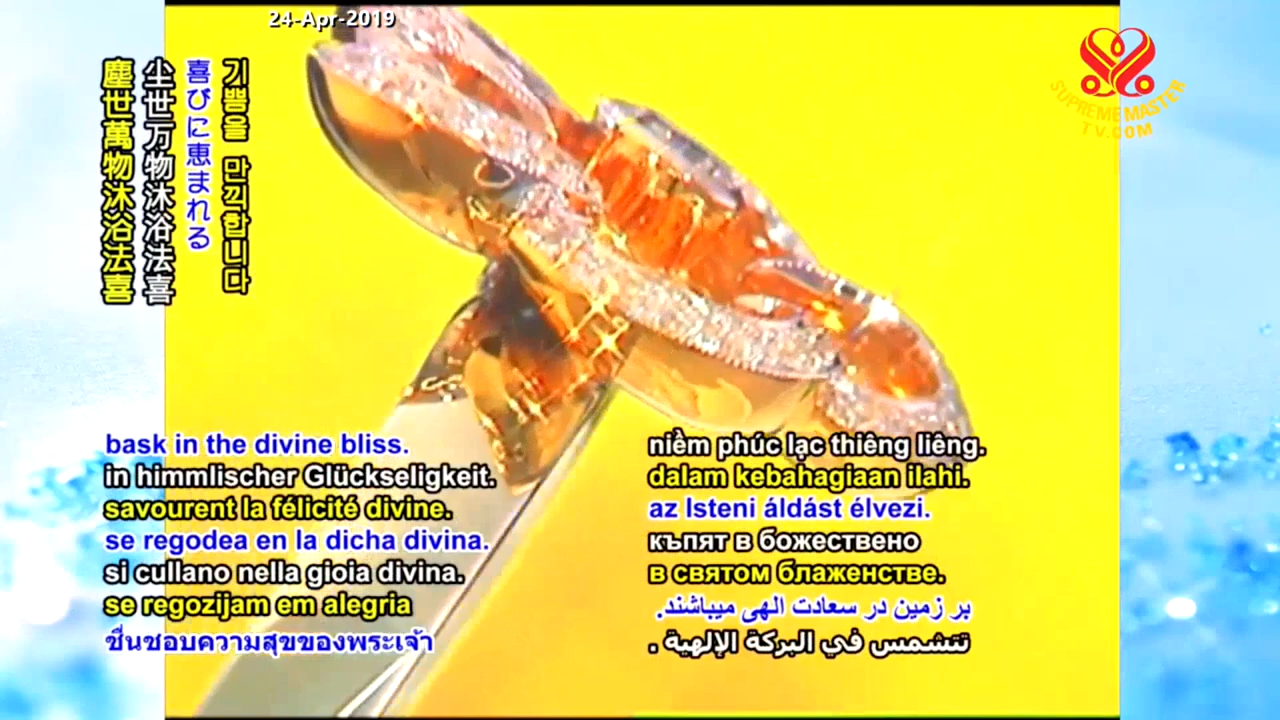 24-Apr-2019
SUPREME MASTER
TV.COM
기쁨을 만끽합니다
喜びに恵まれる
尘世万物沐浴法喜
塵世萬物沐浴法喜
bask in the divine bliss.
in himmlischer Glückseligkeit.
savourent la félicité divine.
se regodea en la dicha divina.
si cullano nella gioia divina.
se regozijam em alegria
ชื่นชอบความสุขของพระเจ้า
niềm phúc lạc thiêng liêng.
dalam kebahagiaan ilahi.
az Isteni áldást élvezi.
къпят в божествено
в святом блаженстве.
بر زمین در سعادت الهی میباشند.
تتشمس في البركة الإلهية .